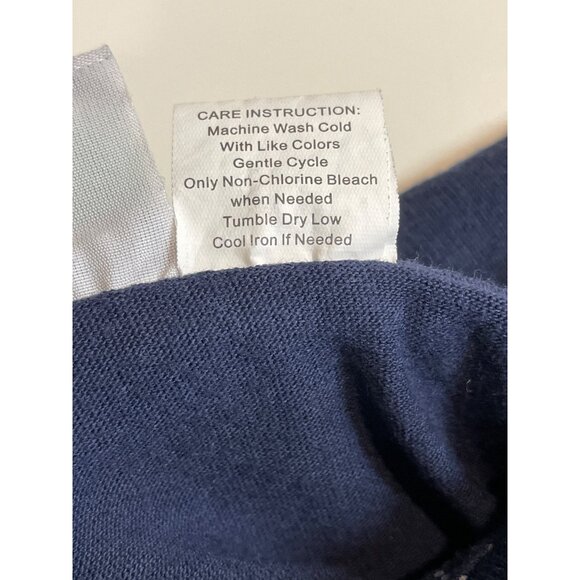 CARE INSTRUCTION:
Machine Wash Cold
With Like Colors
Gentle Cycle
Only Non-Chlorine Bleach
when Needed
Tumble Dry Low
Cool Iron If Needed